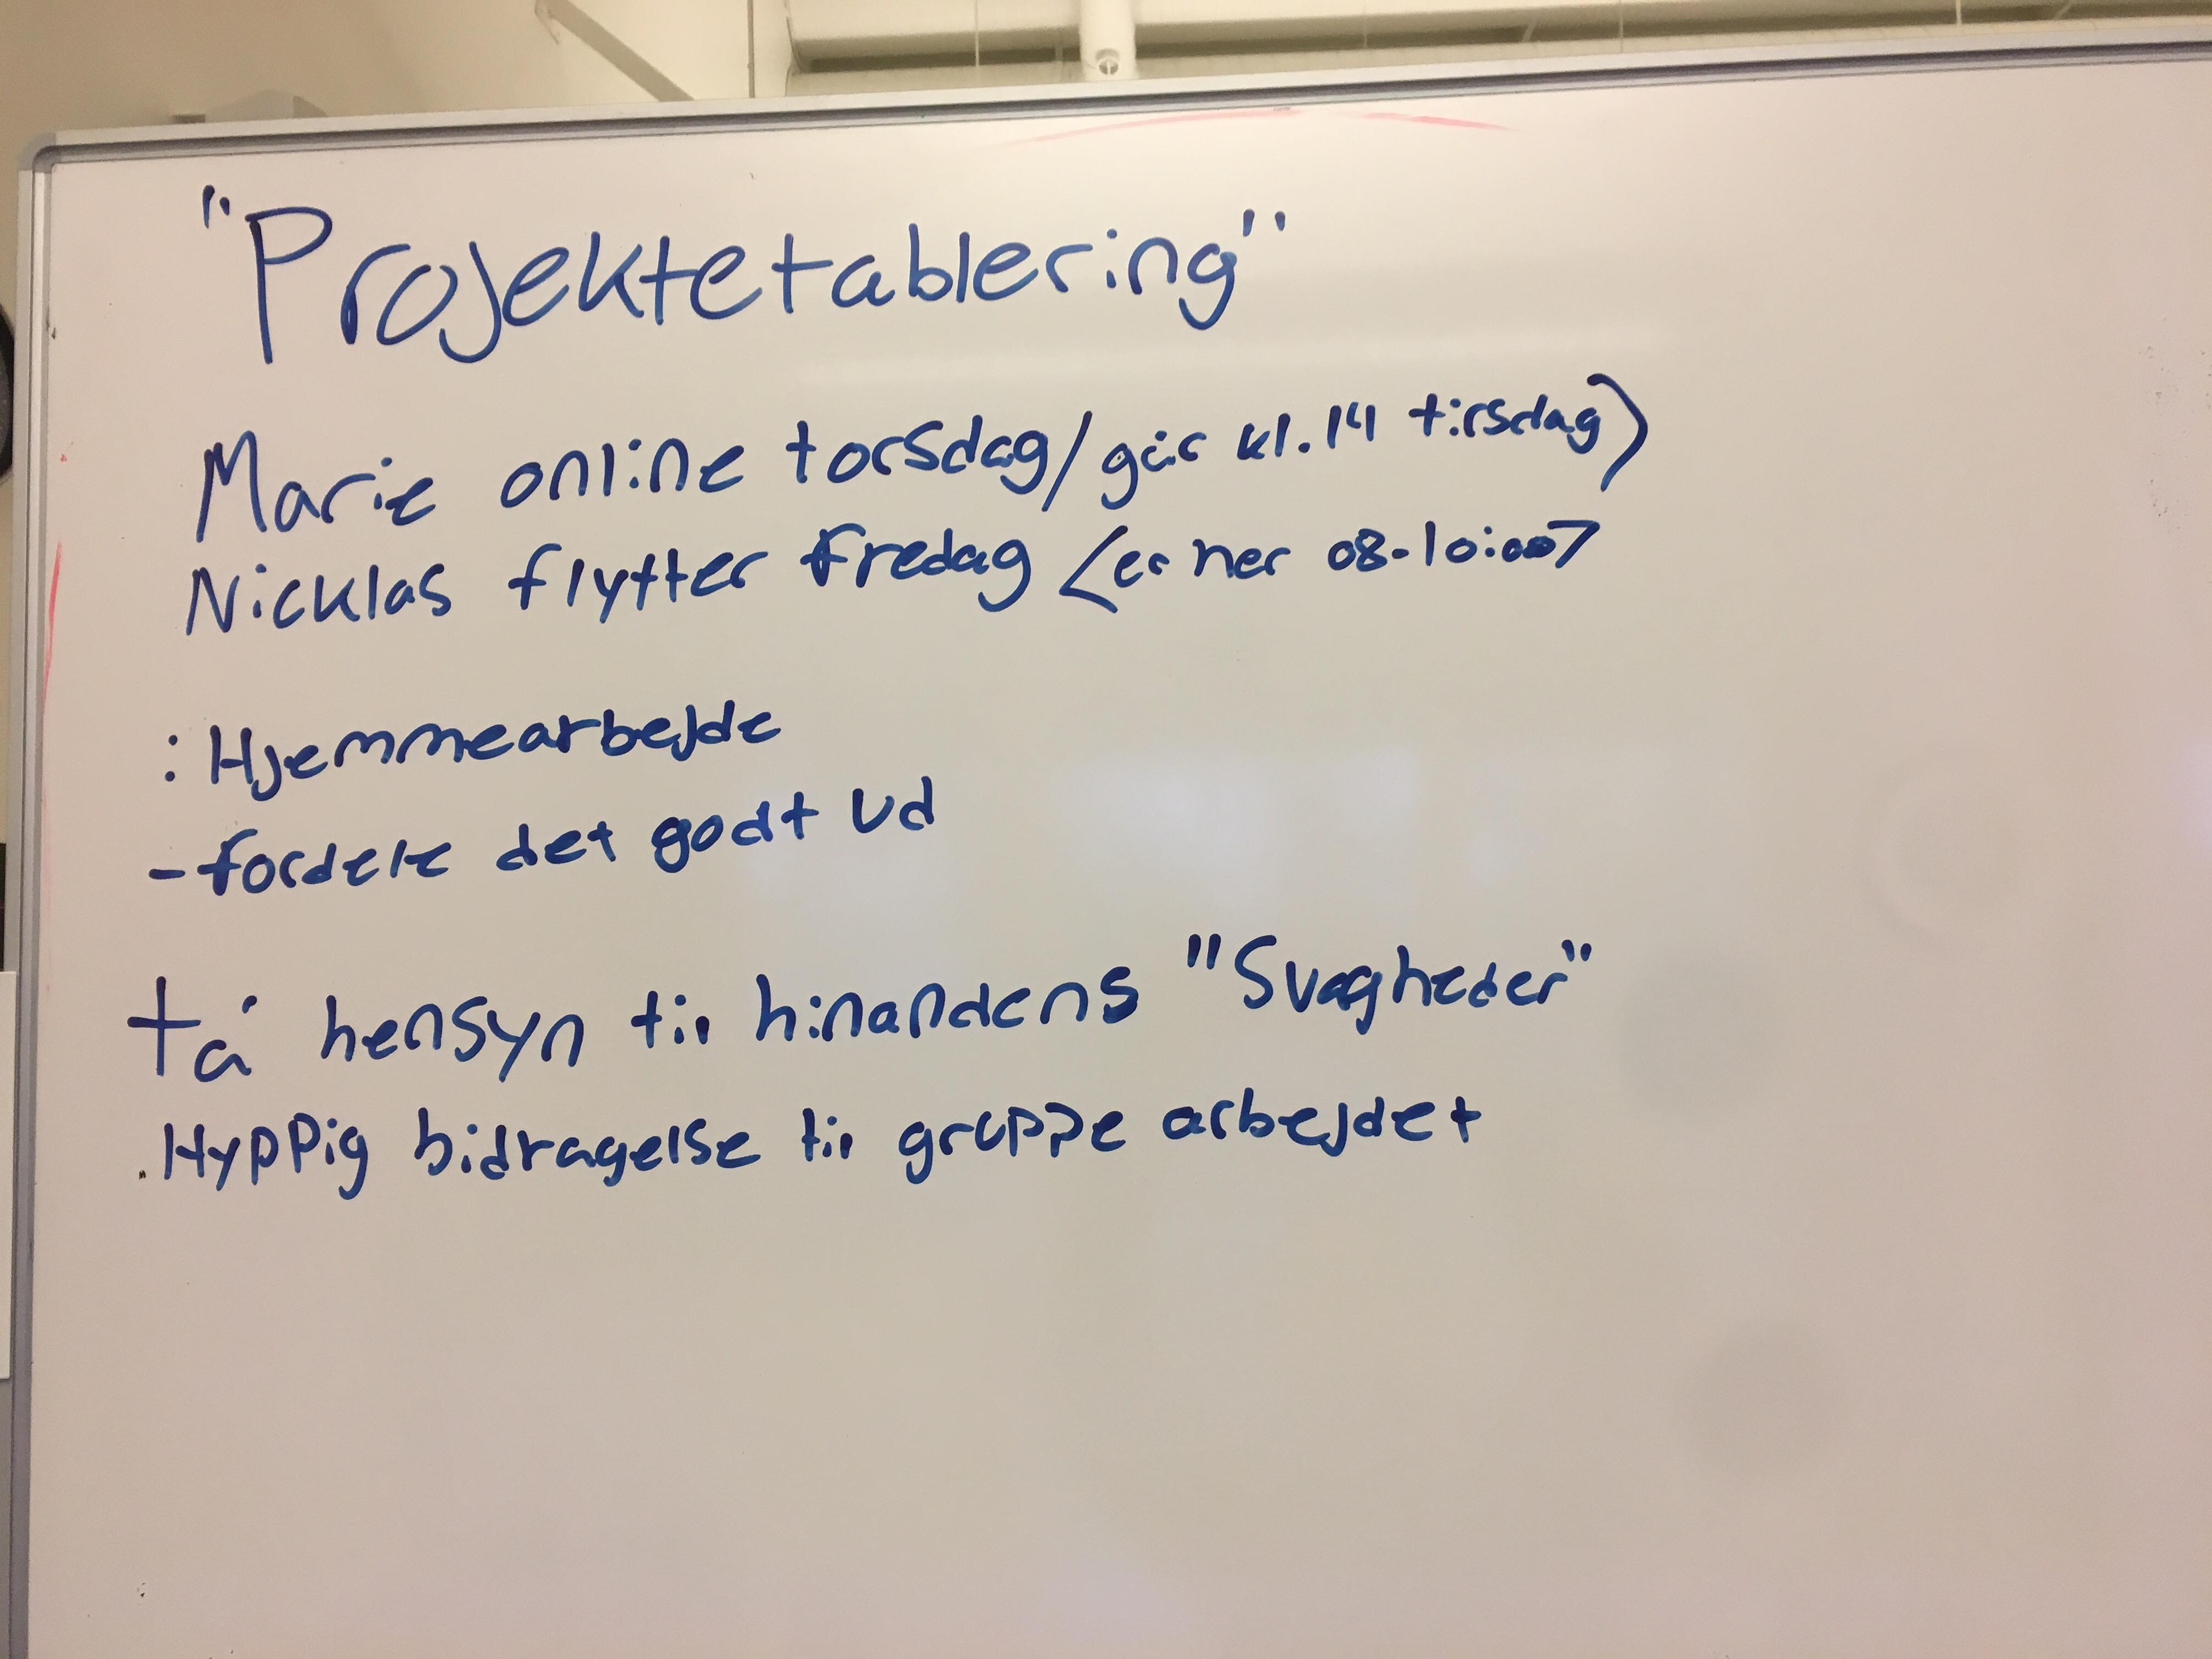 "Projektetablering"
Marie online torsdag/går kl.14 tirsdag)
Nicklas flytter fredag (er her 08-10:00)
: Hjemmearbejde
- fordele det godt ud
ta' hensyn til hinandens "Svagheder"
. Hyppig bidragelse til gruppe arbejdet